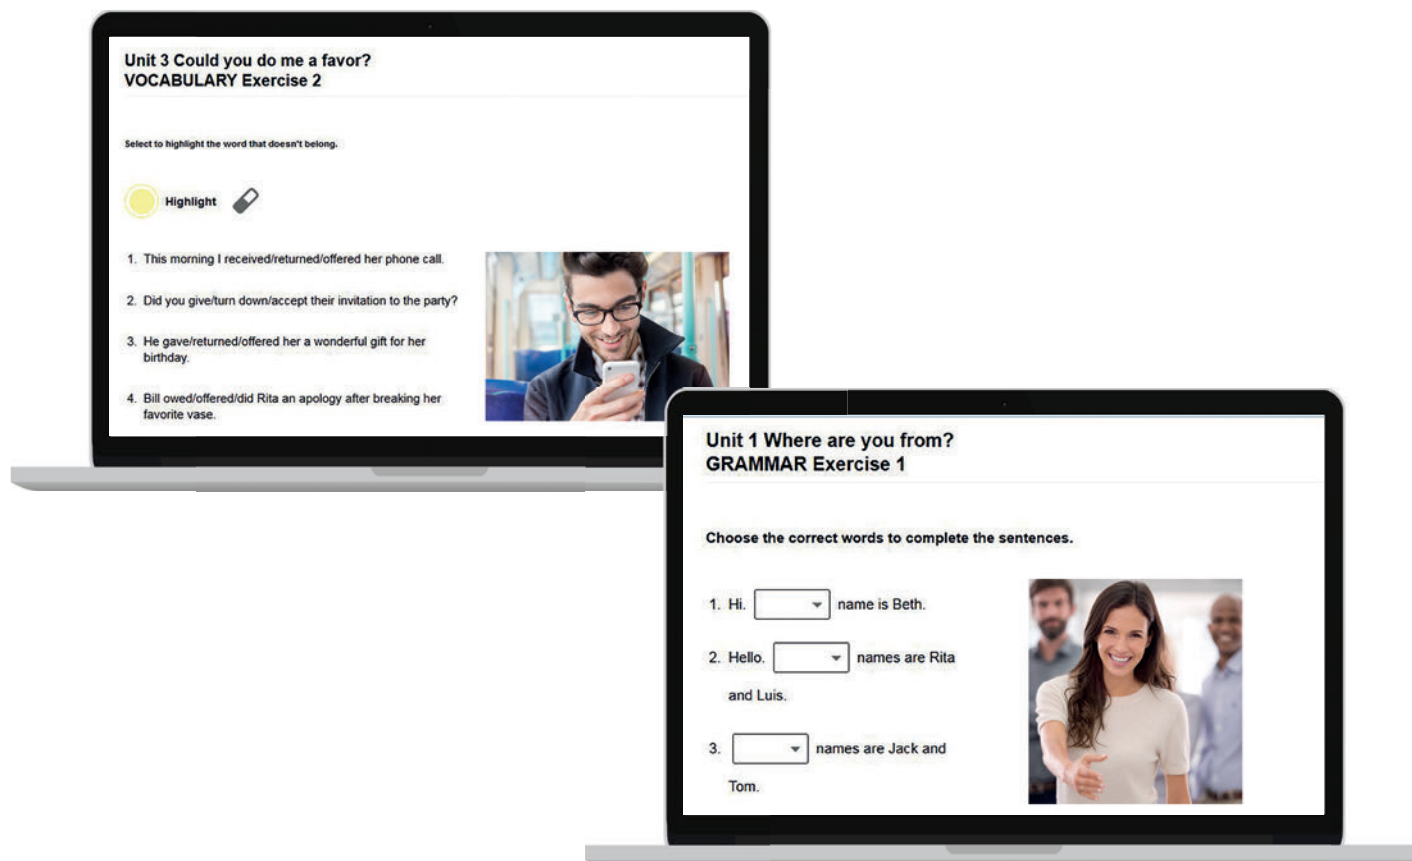 Unit 3 Could you do me a favor?
VOCABULARY Exercise 2
Select to highlight the word that doesn't belong.
Highlight
1. This morning I received/returned/offered her phone call.
2. Did you give/turn down/accept their invitation to the party?
3. He gave/returned/offered her a wonderful gift for her
birthday.
4. Bill owed/offered/did Rita an apology after breaking her
favorite vase.
Unit 1 Where are you from?
GRAMMAR Exercise 1
Choose the correct words to complete the sentences.
1. Hi. name is Beth.
2. Hello. names are Rita
and Luis.
3. names are Jack and
Tom.